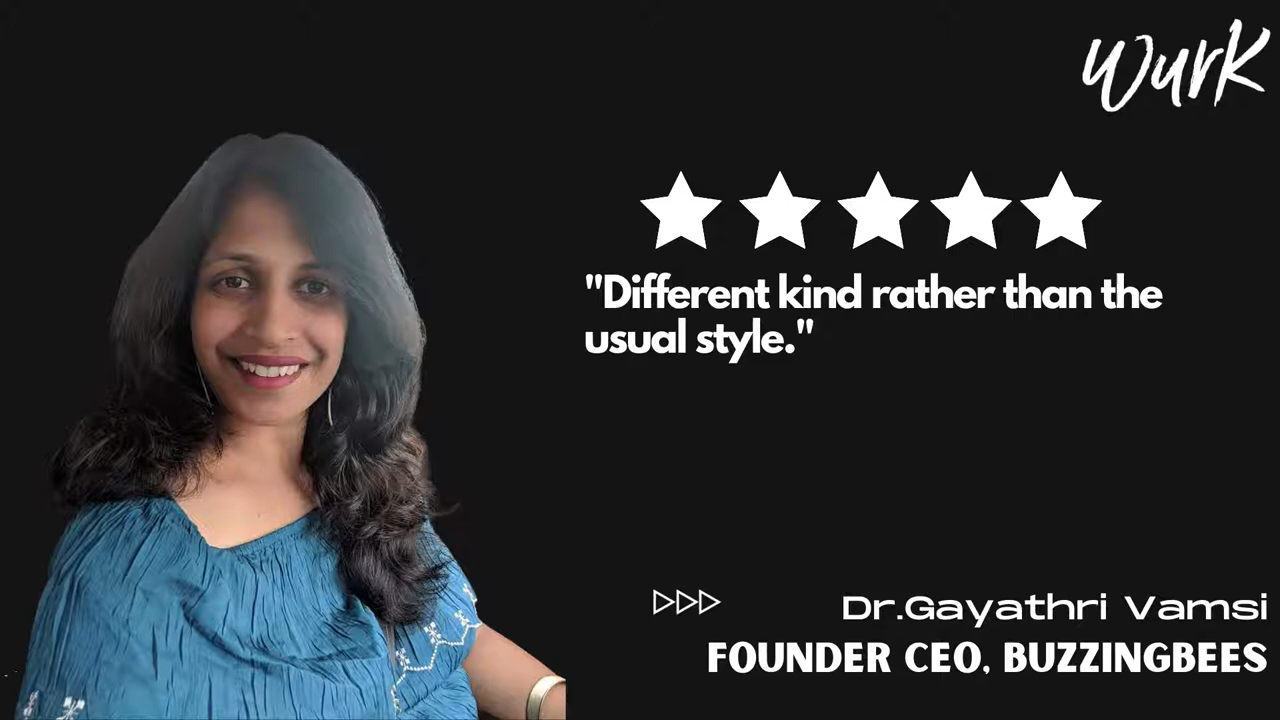 WurK
"Different kind rather than the
usual style."
Dr.Gayathri Vamsi
FOUNDER CEO, BUZZINGBEES